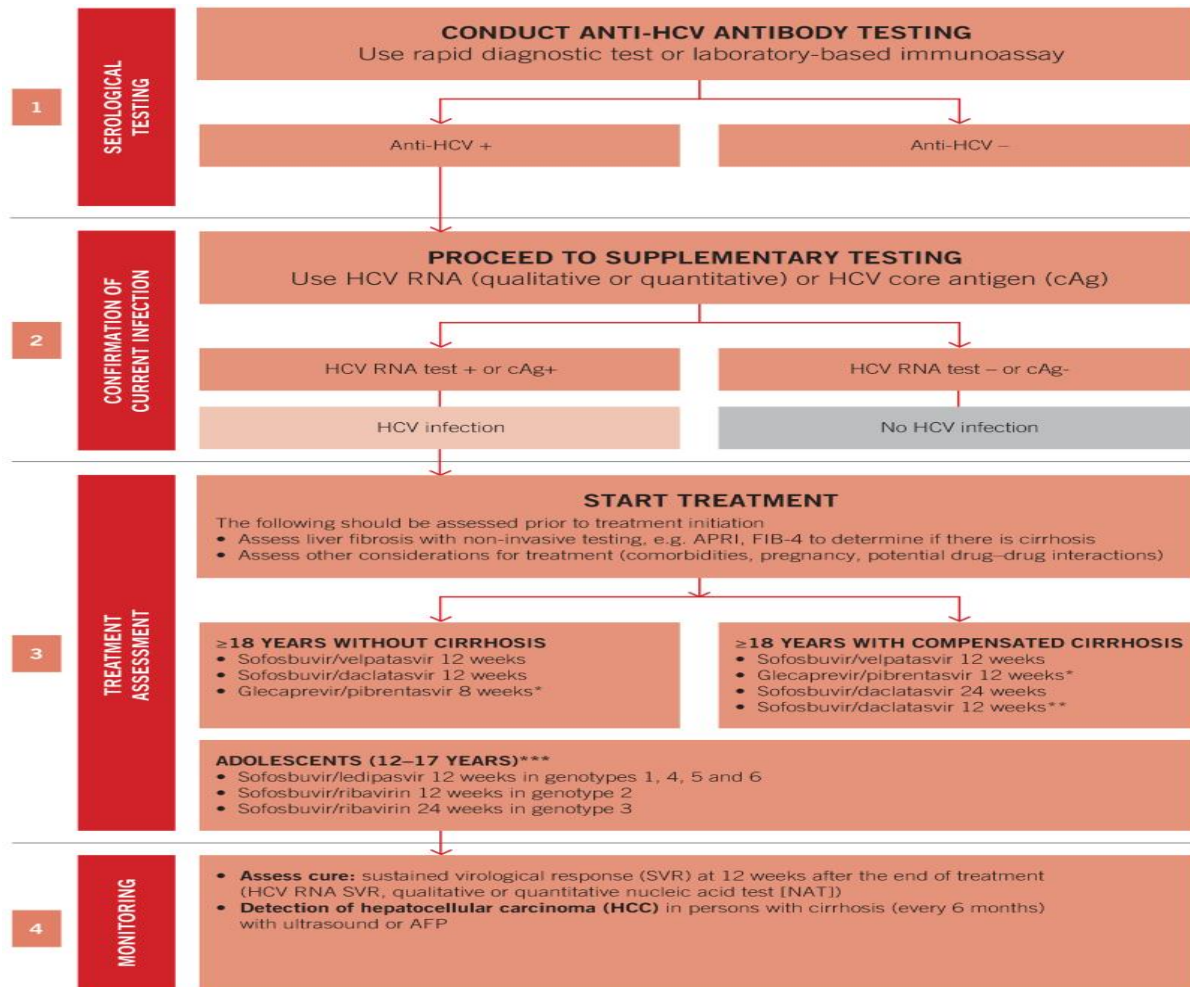 1
SEROLOGICAL
TESTING
CONDUCT ANTI-HCV ANTIBODY TESTING
Use rapid diagnostic test or laboratory-based immunoassay
Anti-HCV +
Anti-HCV –
2
CONFIRMATION OF
CURRENT INFECTION
PROCEED TO SUPPLEMENTARY TESTING
Use HCV RNA (qualitative or quantitative) or HCV core antigen (cAg)
HCV RNA test + or cAg+
HCV RNA test – or cAg-
HCV infection
No HCV infection
3
TREATMENT
ASSESSMENT
START TREATMENT
The following should be assessed prior to treatment initiation
• Assess liver fibrosis with non-invasive testing, e.g. APRI, FIB-4 to determine if there is cirrhosis
• Assess other considerations for treatment (comorbidities, pregnancy, potential drug–drug interactions)
≥18 YEARS WITHOUT CIRRHOSIS
• Sofosbuvir/velpatasvir 12 weeks
• Sofosbuvir/daclatasvir 12 weeks
• Glecaprevir/pibrentasvir 8 weeks*
≥18 YEARS WITH COMPENSATED CIRRHOSIS
• Sofosbuvir/velpatasvir 12 weeks
• Glecaprevir/pibrentasvir 12 weeks*
• Sofosbuvir/daclatasvir 24 weeks
• Sofosbuvir/daclatasvir 12 weeks**
ADOLESCENTS (12–17 YEARS)***
• Sofosbuvir/ledipasvir 12 weeks in genotypes 1, 4, 5 and 6
• Sofosbuvir/ribavirin 12 weeks in genotype 2
• Sofosbuvir/ribavirin 24 weeks in genotype 3
4
MONITORING
• Assess cure: sustained virological response (SVR) at 12 weeks after the end of treatment
(HCV RNA SVR, qualitative or quantitative nucleic acid test [NAT])
• Detection of hepatocellular carcinoma (HCC) in persons with cirrhosis (every 6 months)
with ultrasound or AFP